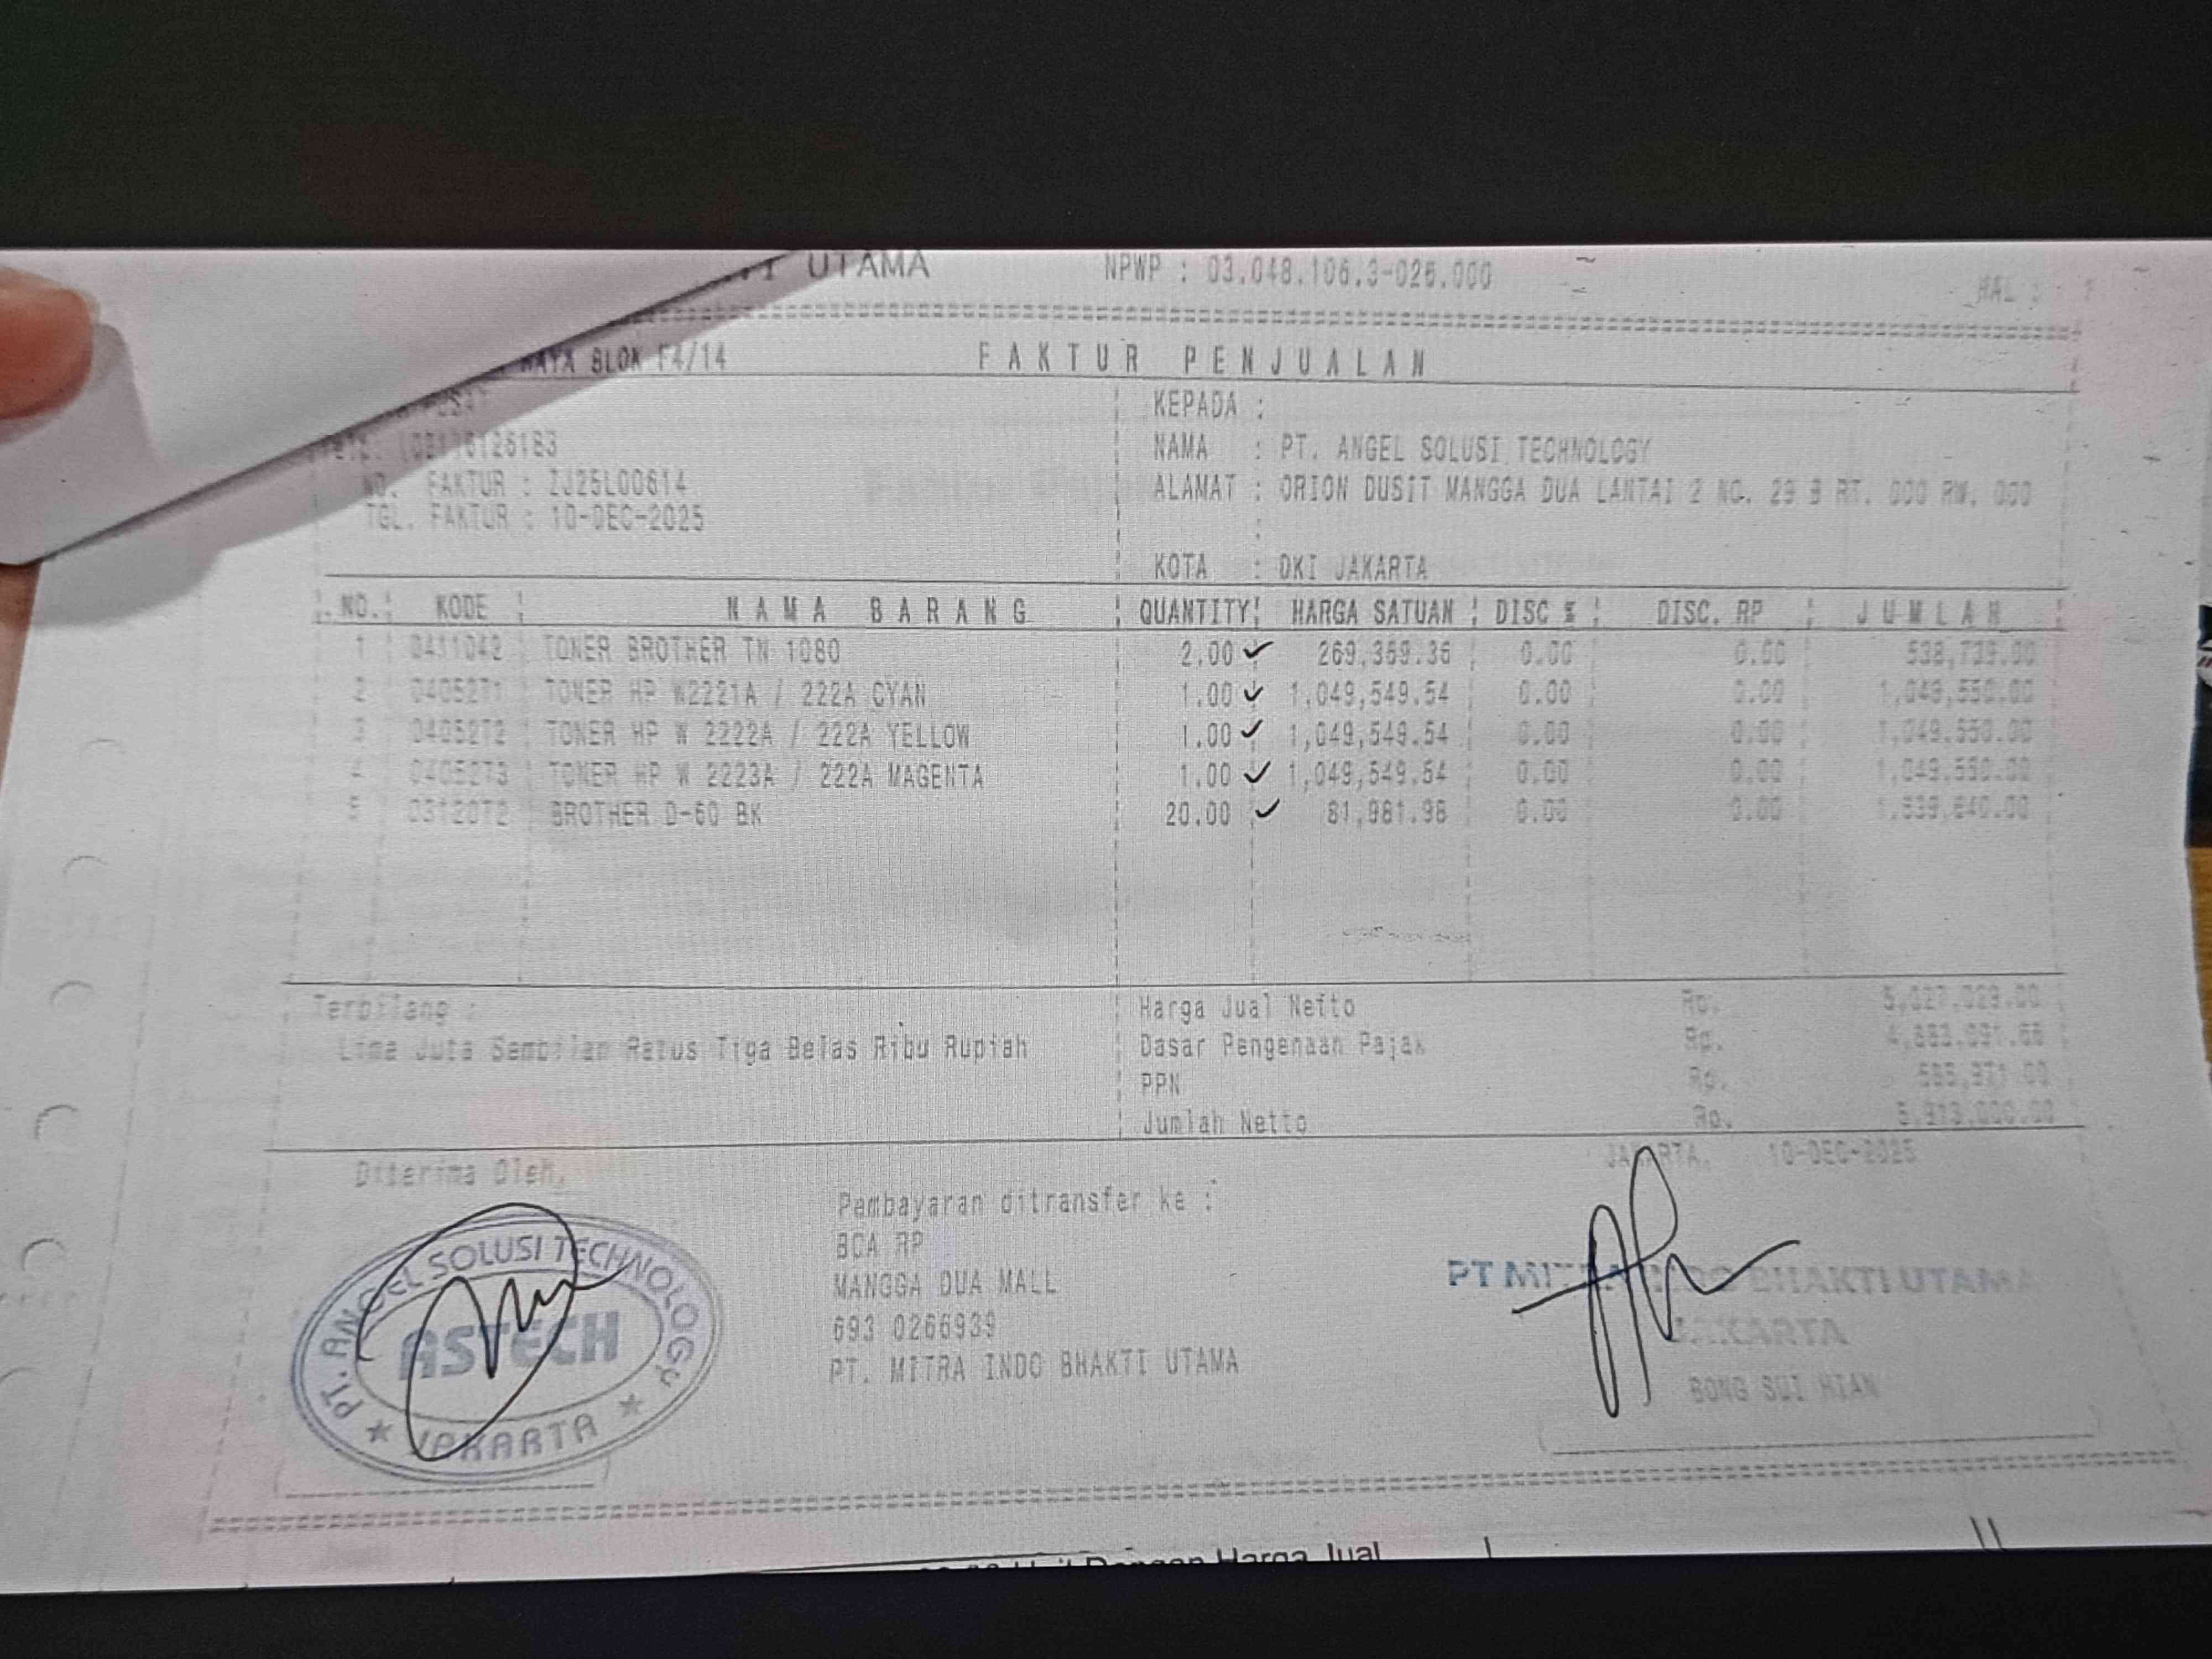 UTAMA NPWP : 03.048.106.3-026.000 HAL :
RAYA BLOK F4/14 FAKTUR PENJUALAN
KEPADA :
NAMA : PT. ANGEL SOLUSI TECHNOLOGY
NO. FAKTUR : IJ25L00614
ALAMAT : ORION DUSIT MANGGA DUA LANTAI 2 NO. 29 B RT. 000 RW. 000
TGL. FAKTUR : 10-DEC-2025
KOTA : DKI JAKARTA
NO. KODE NAMA BARANG QUANTITY HARGA SATUAN DISC % DISC. RP JUMLAH
1 0411042 TONER BROTHER TN 1080 2.00 ✓ 269,369.36 0.00 0.00 538,739.00
2 0405271 TONER HP W2221A / 222A CYAN 1.00 ✓ 1,049,549.54 0.00 0.00 1,049,550.00
3 0405272 TONER HP W 2222A / 222A YELLOW 1.00 ✓ 1,049,549.54 0.00 0.00 1,049,550.00
4 0405273 TONER HP W 2223A / 222A MAGENTA 1.00 ✓ 1,049,549.54 0.00 0.00 1,049,550.00
5 0312072 BROTHER D-60 BK 20.00 ✓ 81,981.98 0.00 0.00 1,639,640.00
Terbilang :
Lima Juta Sembilan Ratus Tiga Belas Ribu Rupiah
Harga Jual Netto Rp. 5,327,029.00
Dasar Pengenaan Pajak Rp.
PPN Rp.
Jumlah Netto Rp. 5,913,000.00
JAKARTA, 10-DEC-2025
Diterima Oleh,
Pembayaran ditransfer ke :
BCA RP
MANGGA DUA MALL
693 0266939
PT. MITRA INDO BHAKTI UTAMA
PT. ANGEL SOLUSI TECHNOLOGY
ASTECH
JAKARTA
PT MITRA INDO BHAKTI UTAMA
JAKARTA
BONG SUI HIAN
Unit Dengan Harga Jual